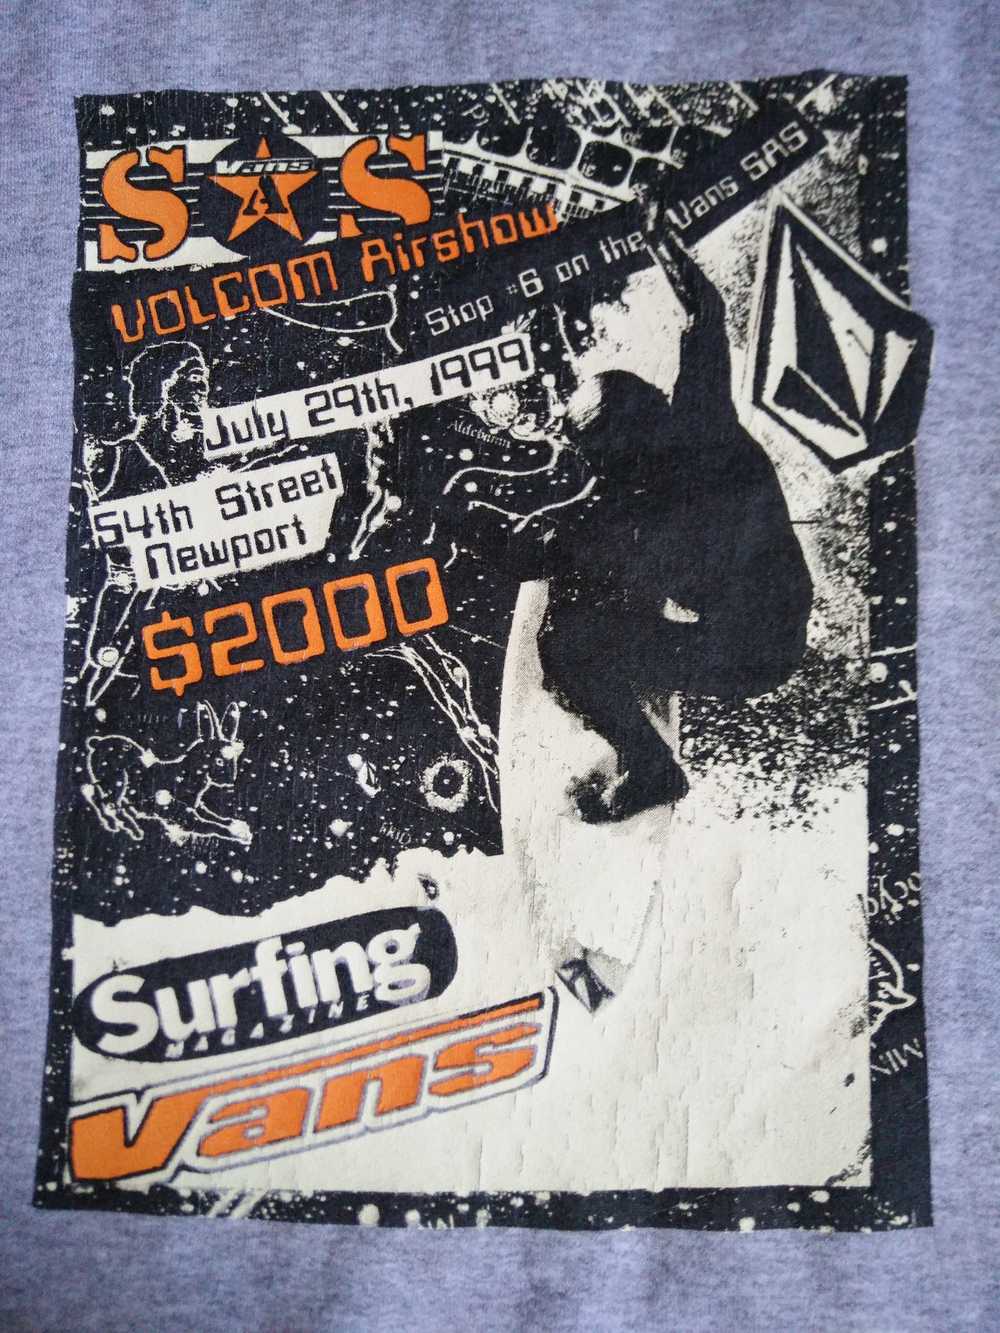 S Vans A S
VOLCOM Airshow
Stop #6 on the Vans SAS
July 29th, 1999
Aldebaran
54th Street
Newport
$2000
Surfing
MAGAZINE
Vans